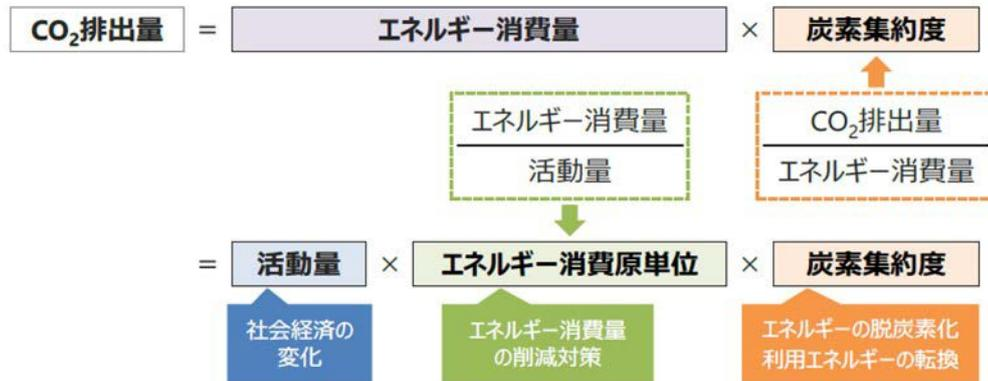 CO₂排出量 = エネルギー消費量 × 炭素集約度
エネルギー消費量
活動量
CO₂排出量
エネルギー消費量
= 活動量 × エネルギー消費原単位 × 炭素集約度
社会経済の
変化
エネルギー消費量
の削減対策
エネルギーの脱炭素化
利用エネルギーの転換